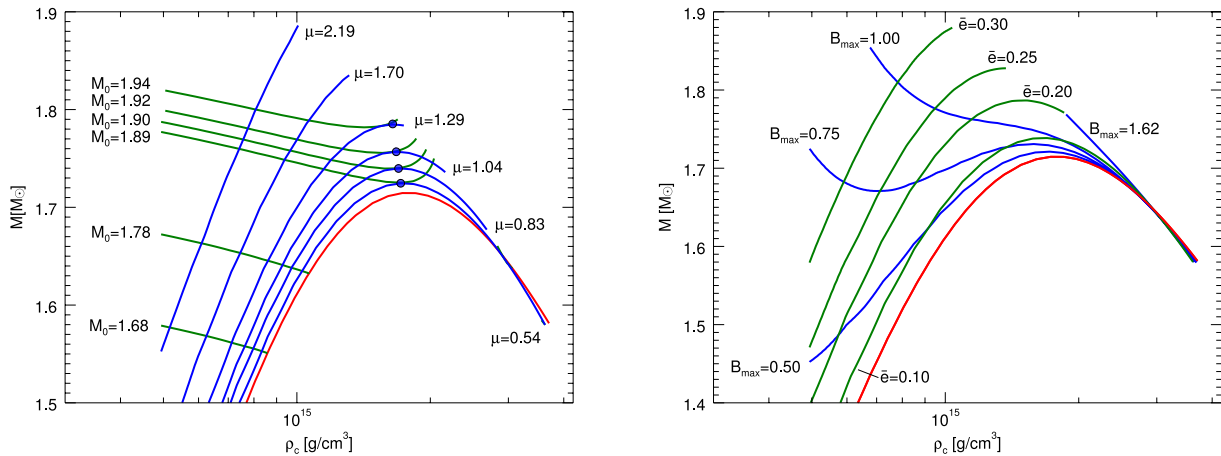 1.9
1.8
1.7
1.6
1.5
M[M☉]
M₀=1.94
M₀=1.92
M₀=1.90
M₀=1.89
M₀=1.78
M₀=1.68
μ=2.19
μ=1.70
μ=1.29
μ=1.04
μ=0.83
μ=0.54
10¹⁵
ρ_c [g/cm³]
1.9
1.8
1.7
1.6
1.5
1.4
M [M☉]
B_max=1.00
ē=0.30
ē=0.25
ē=0.20
B_max=0.75
B_max=1.62
B_max=0.50
ē=0.10
10¹⁵
ρ_c [g/cm³]